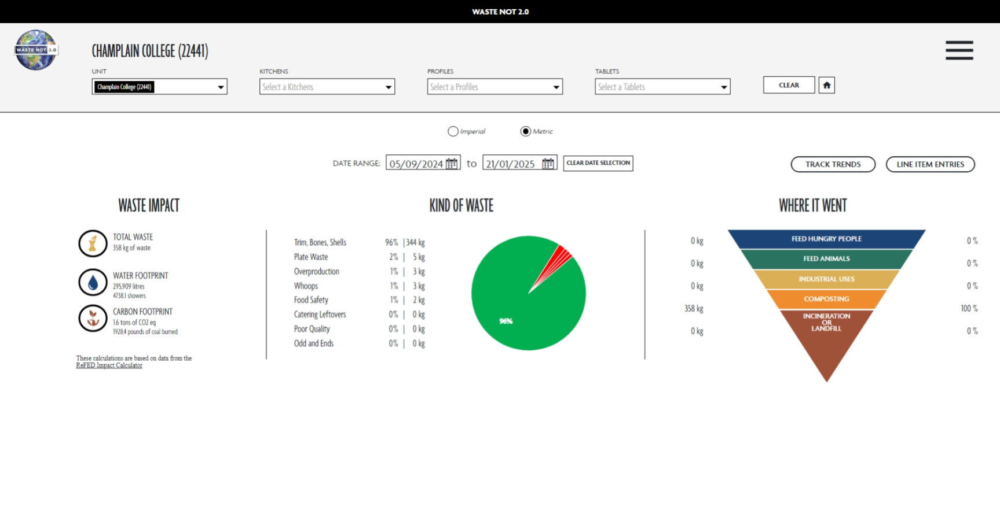 WASTE NOT 2.0
WASTE NOT 2.0
CHAMPLAIN COLLEGE (22441)
UNIT
KITCHENS
PROFILES
TABLETS
Champlain College (22441)
Select a Kitchens
Select a Profiles
Select a Tablets
CLEAR
Imperial
Metric
DATE RANGE: 05/09/2024 to 21/01/2025 CLEAR DATE SELECTION
TRACK TRENDS
LINE ITEM ENTRIES
WASTE IMPACT
TOTAL WASTE
358 kg of waste
WATER FOOTPRINT
295,909 litres
4738.1 showers
CARBON FOOTPRINT
1.6 tons of CO2 eq
1928.4 pounds of coal burned
These calculations are based on data from the
ReFED Impact Calculator
KIND OF WASTE
Trim, Bones, Shells 96% | 344 kg
Plate Waste 2% | 5 kg
Overproduction 1% | 3 kg
Whoops 1% | 3 kg
Food Safety 1% | 2 kg
Catering Leftovers 0% | 0 kg
Poor Quality 0% | 0 kg
Odd and Ends 0% | 0 kg
96%
WHERE IT WENT
0 kg FEED HUNGRY PEOPLE 0 %
0 kg FEED ANIMALS 0 %
0 kg INDUSTRIAL USES 0 %
358 kg COMPOSTING 100 %
0 kg INCINERATION 0 %
OR
LANDFILL